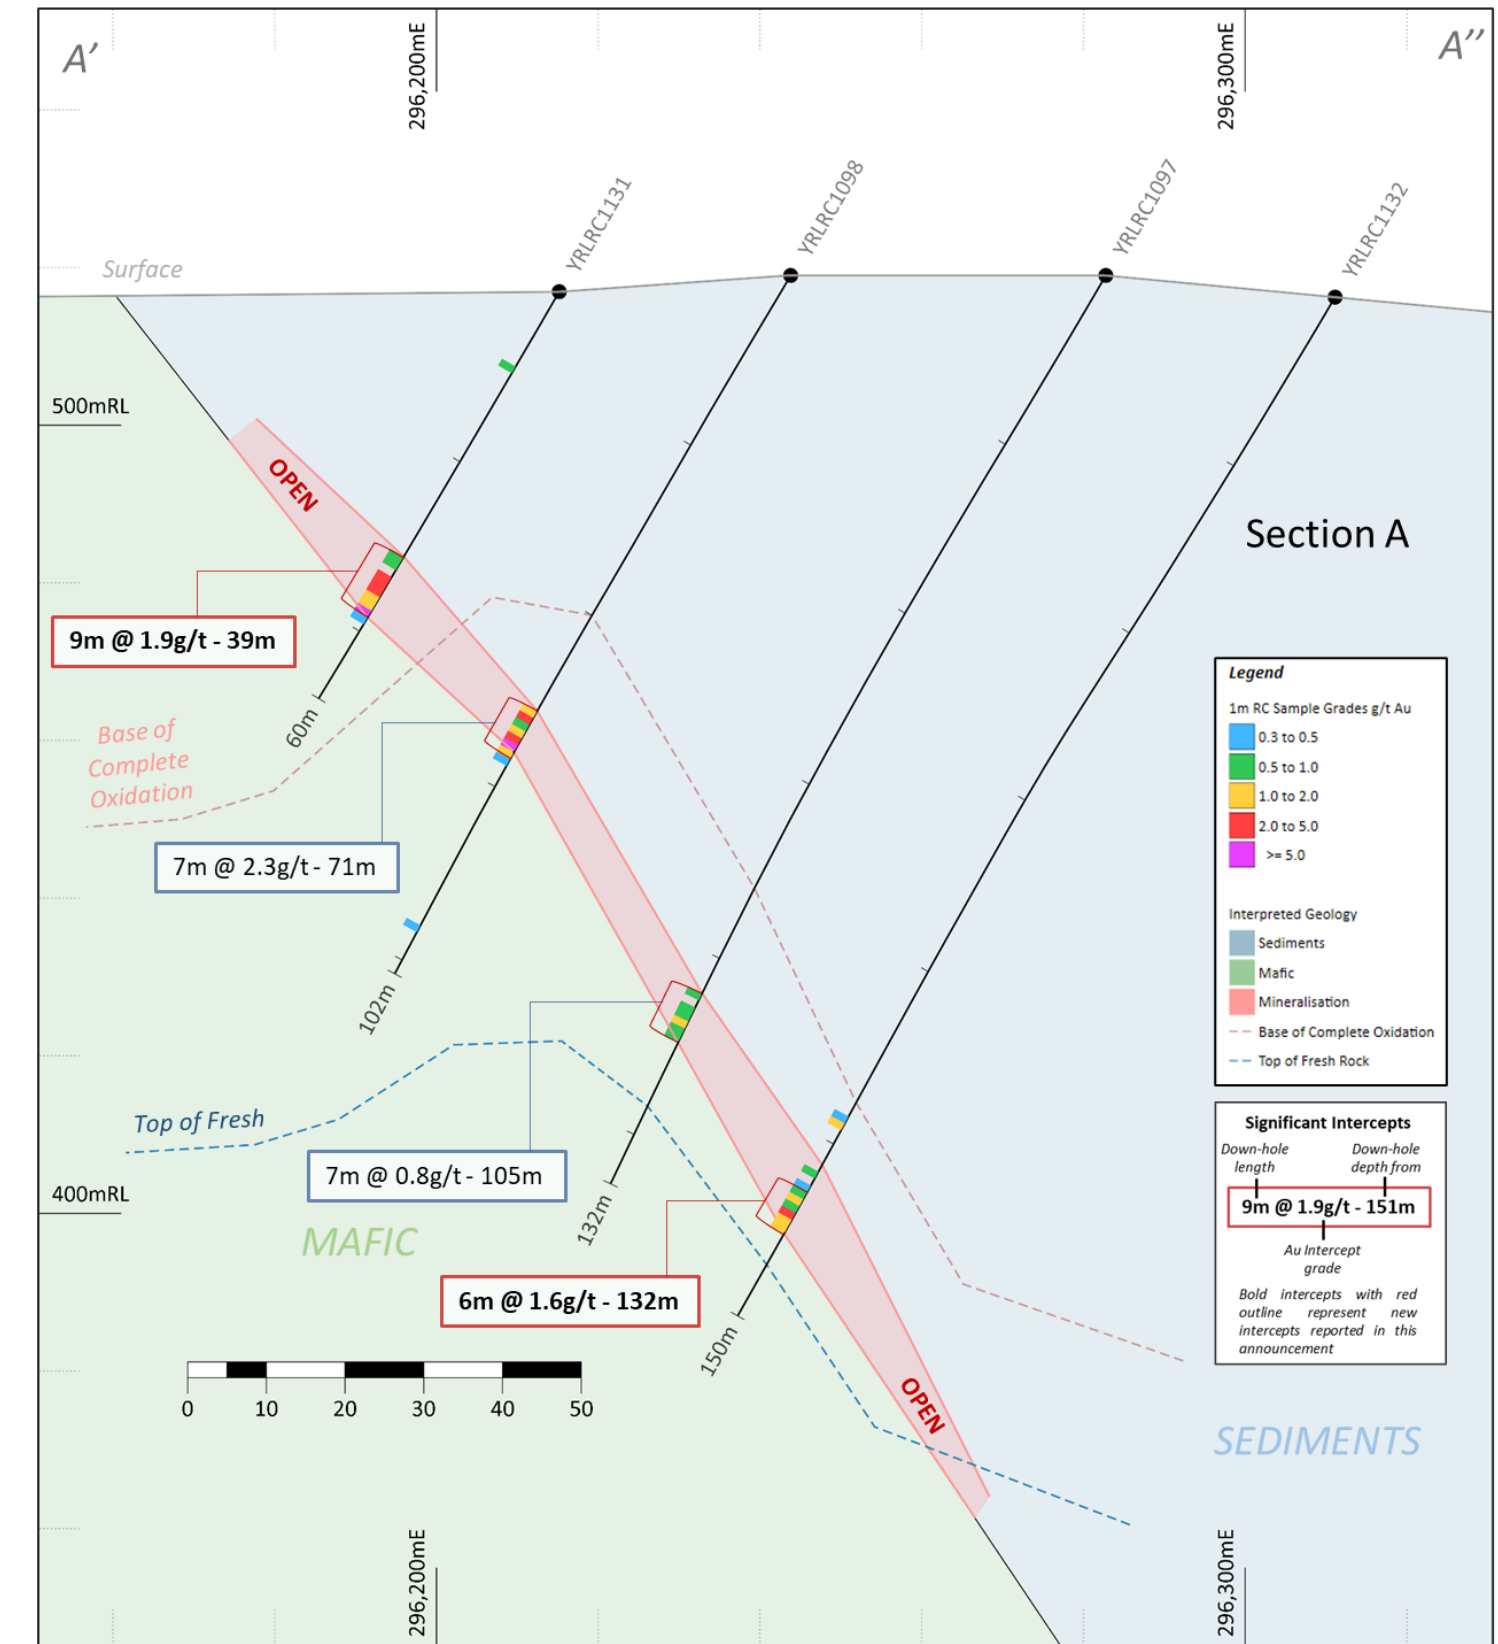 A’
296,200mE
296,300mE
A’’
YRLRC1131
YRLRC1098
YRLRC1097
YRLRC1132
Surface
500mRL
OPEN
Section A
9m @ 1.9g/t - 39m
60m
Base of
Complete
Oxidation
7m @ 2.3g/t - 71m
102m
Legend
1m RC Sample Grades g/t Au
0.3 to 0.5
0.5 to 1.0
1.0 to 2.0
2.0 to 5.0
>= 5.0
Interpreted Geology
Sediments
Mafic
Mineralisation
Base of Complete Oxidation
Top of Fresh Rock
Top of Fresh
7m @ 0.8g/t - 105m
400mRL
132m
MAFIC
6m @ 1.6g/t - 132m
150m
Significant Intercepts
Down-hole
length
Down-hole
depth from
9m @ 1.9g/t - 151m
Au Intercept
grade
Bold intercepts with red
outline represent new
intercepts reported in this
announcement
0 10 20 30 40 50
OPEN
SEDIMENTS
296,200mE
296,300mE